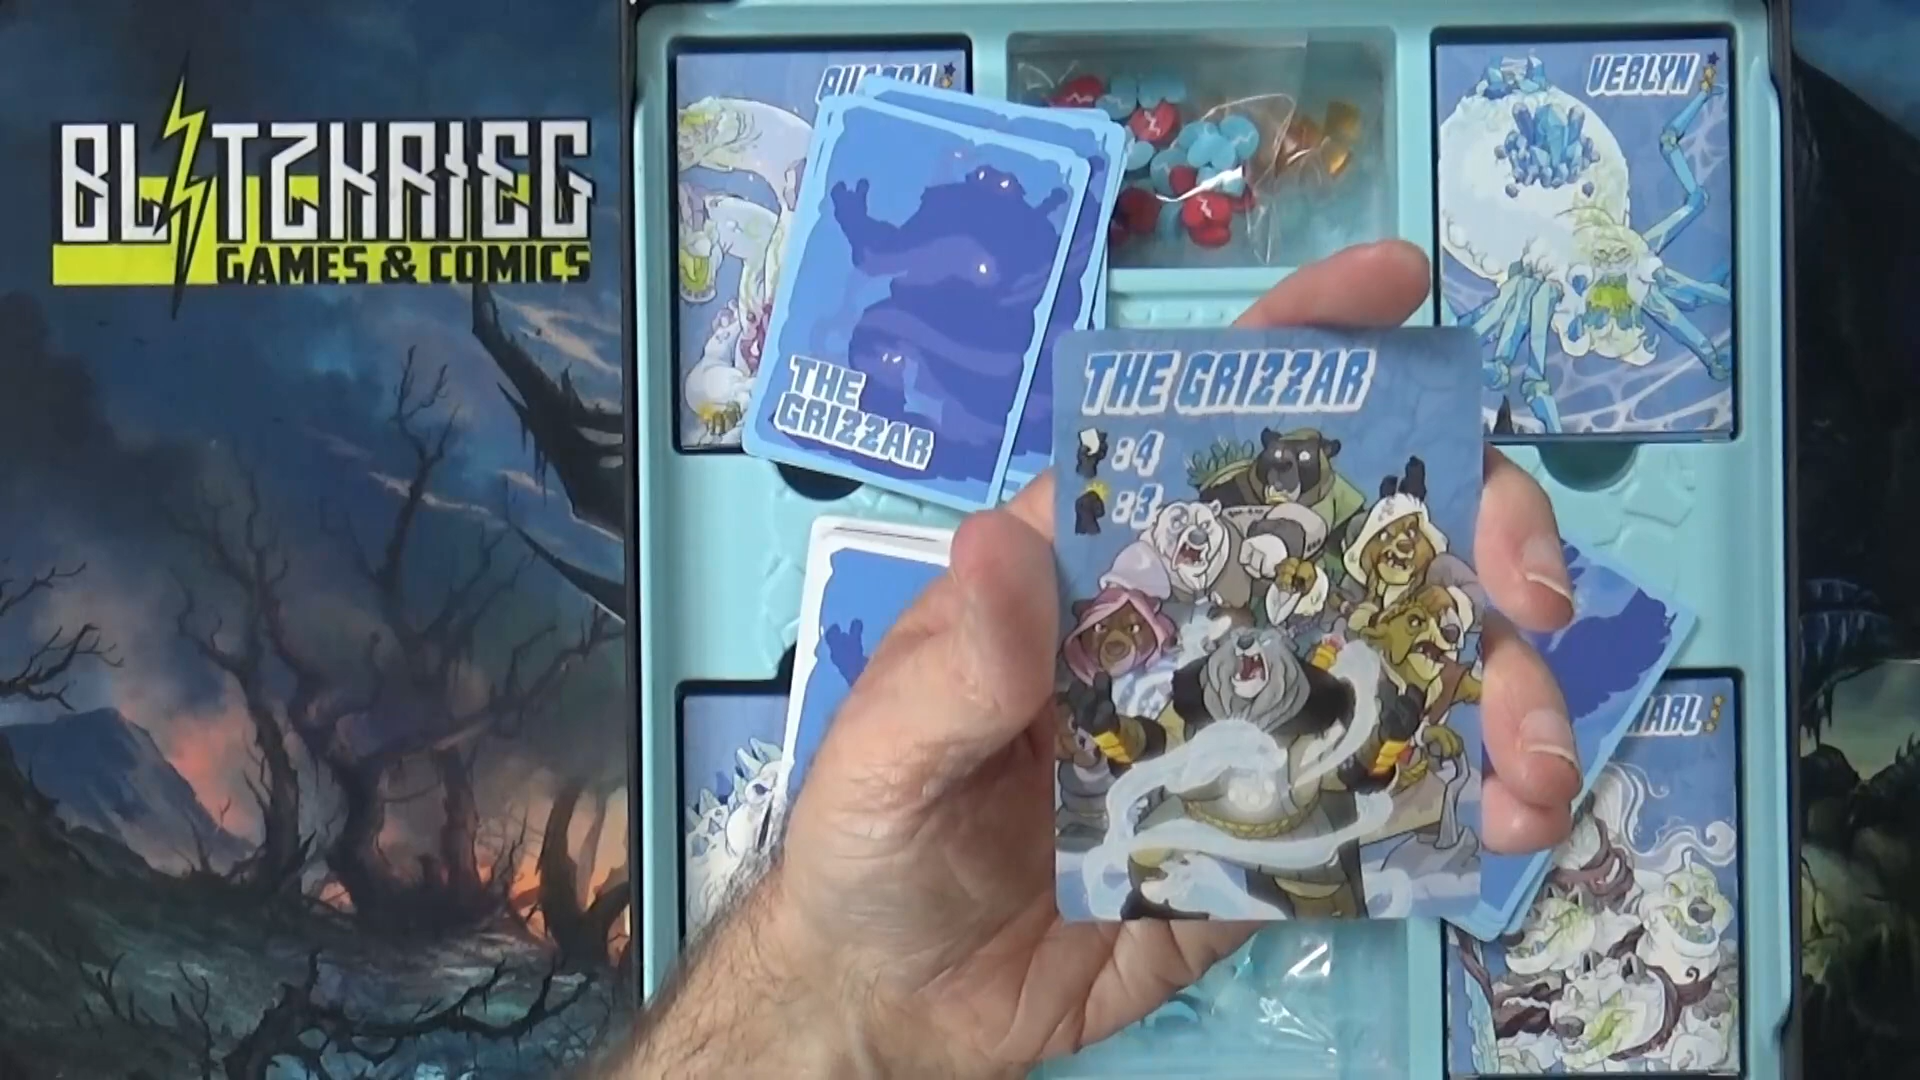 BLITZKRIEG
GAMES & COMICS
VEBLYN
THE
GRIZZAR
THE GRIZZAR
:4
:3